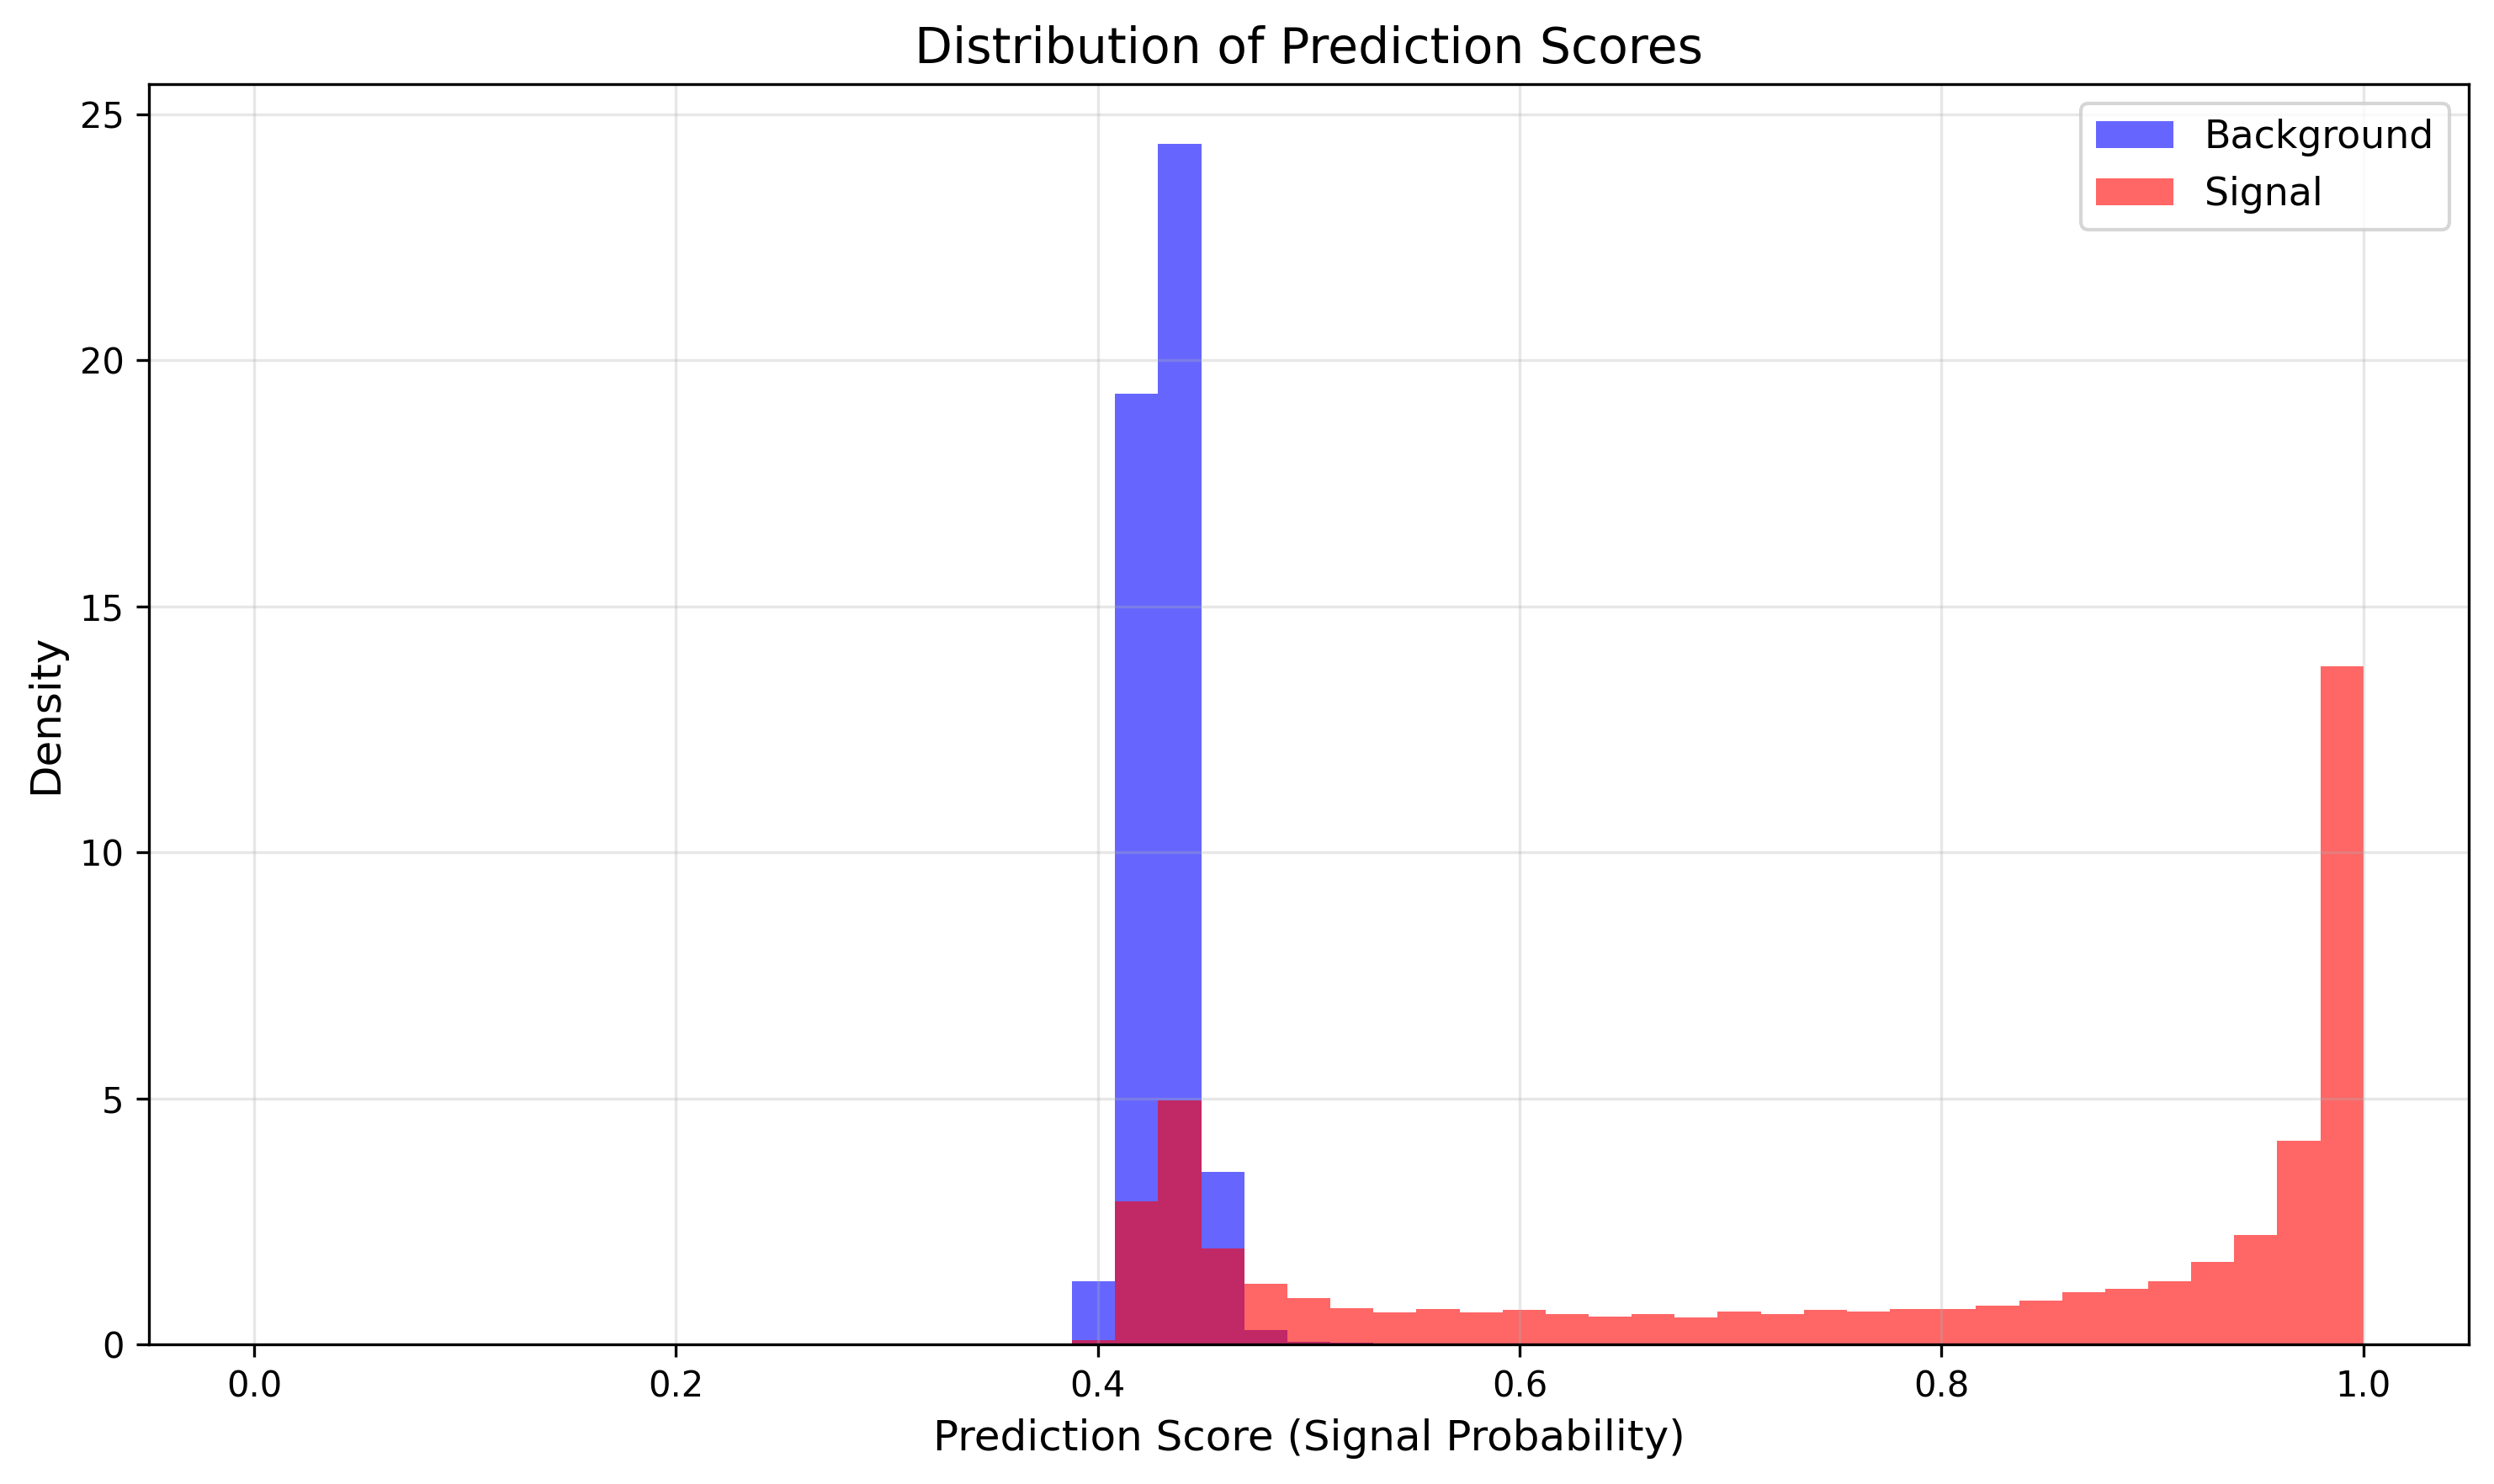 Distribution of Prediction Scores
Background
Signal
Density
25
20
15
10
5
0
0.0 0.2 0.4 0.6 0.8 1.0
Prediction Score (Signal Probability)